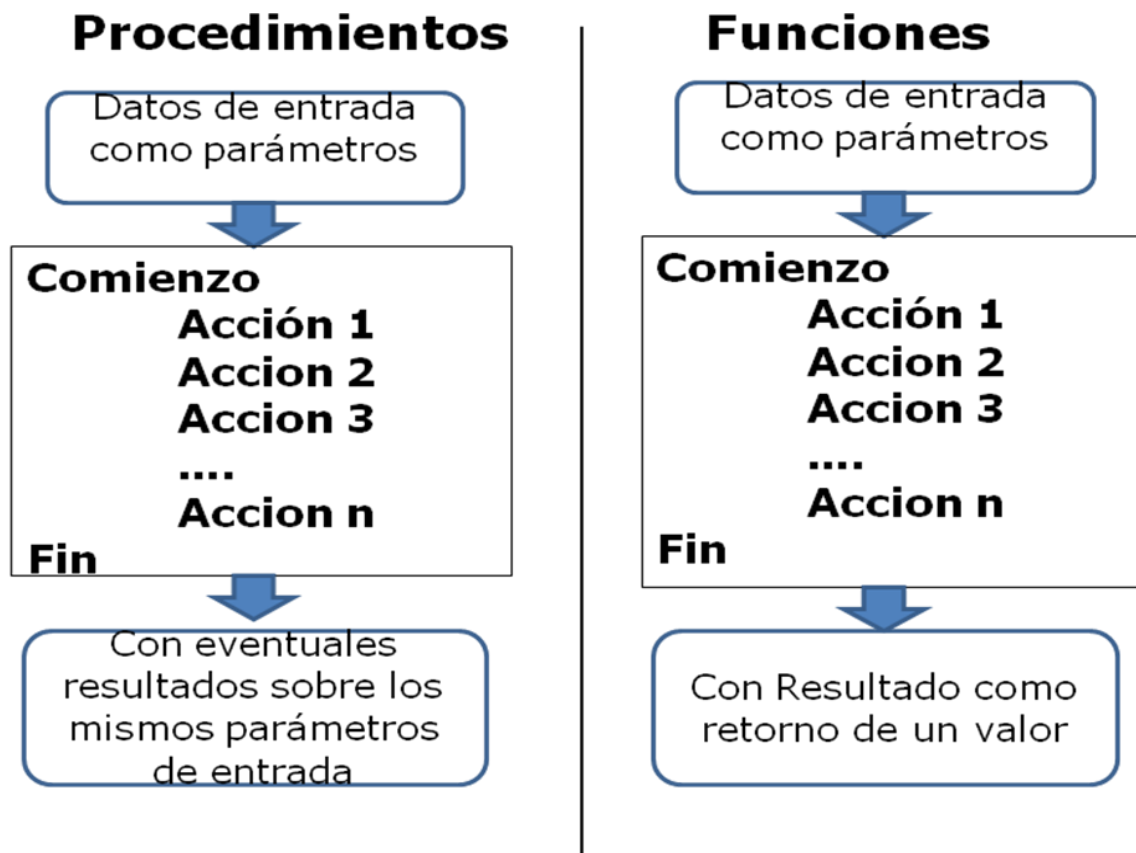 Procedimientos
Datos de entrada
como parámetros
Comienzo
Acción 1
Accion 2
Accion 3
....
Accion n
Fin
Con eventuales
resultados sobre los
mismos parámetros
de entrada
Funciones
Datos de entrada
como parámetros
Comienzo
Acción 1
Accion 2
Accion 3
....
Accion n
Fin
Con Resultado como
retorno de un valor